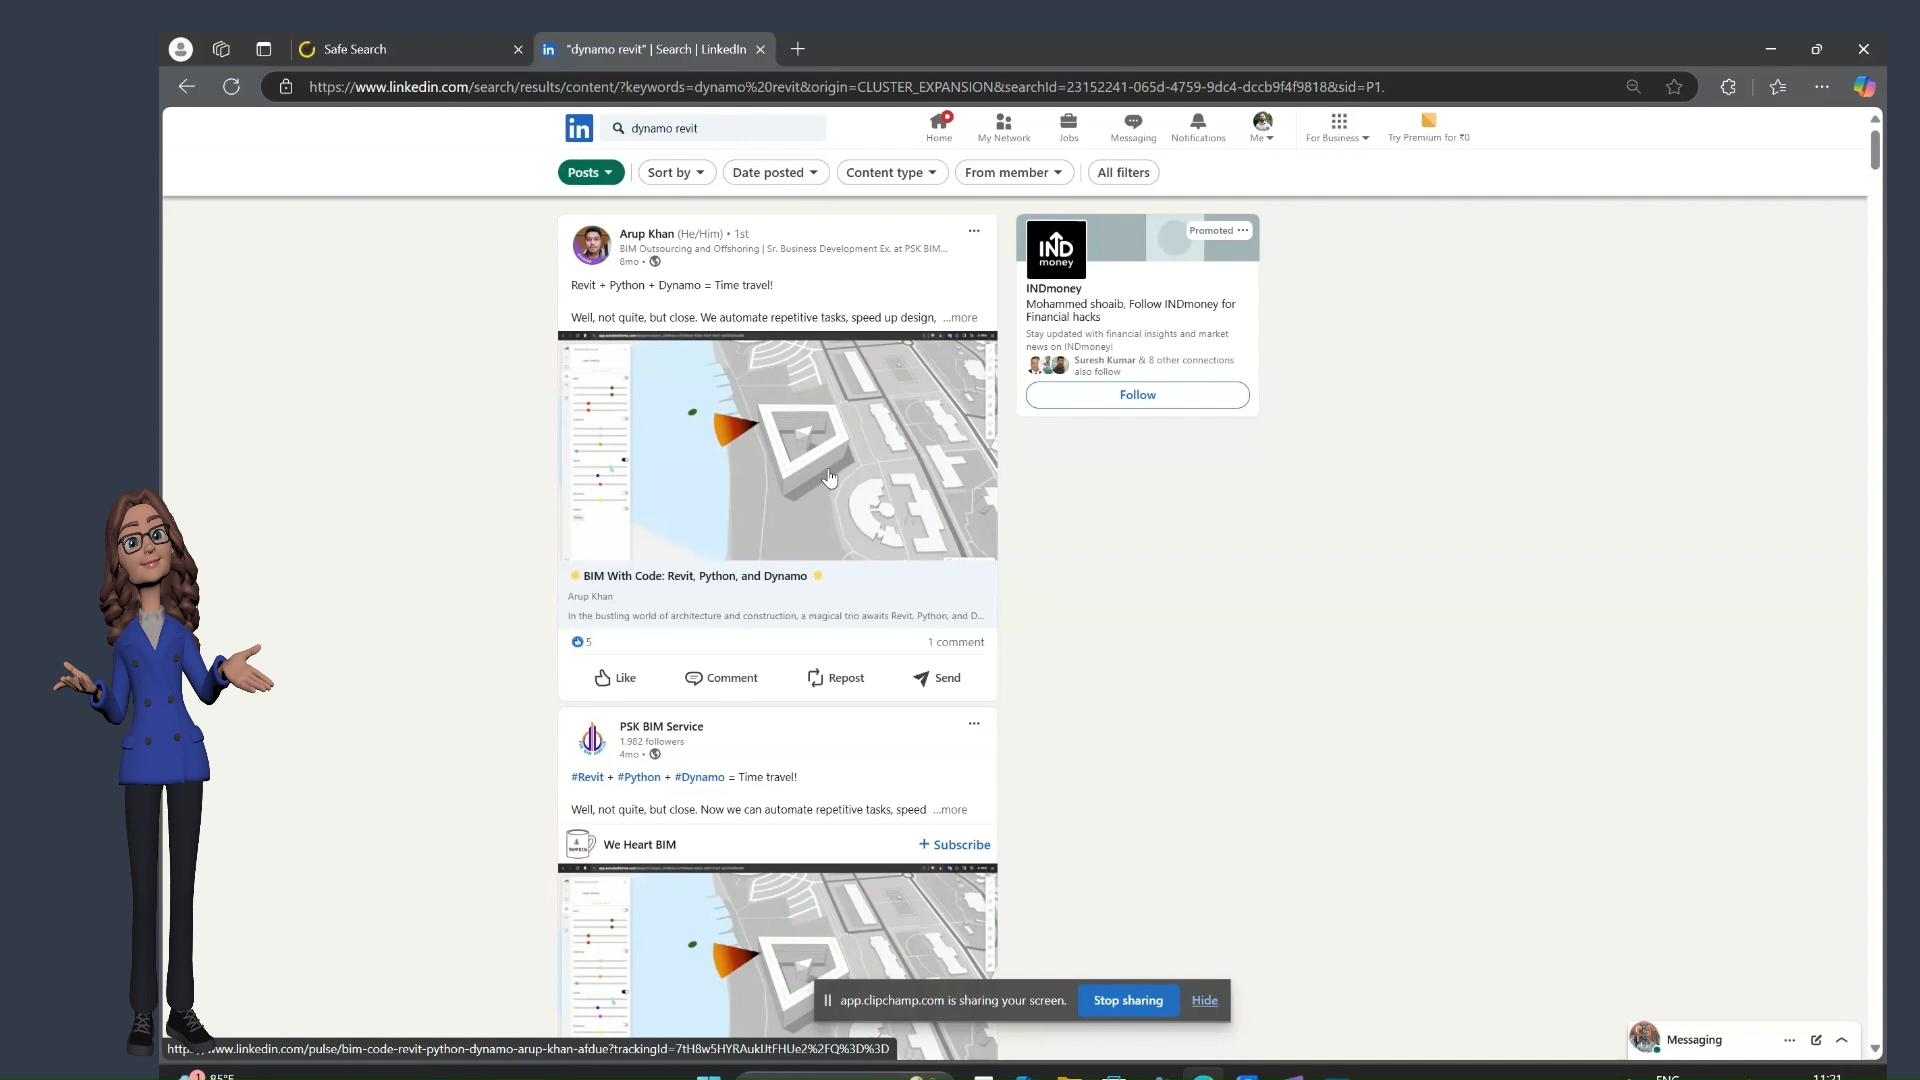 Safe Search
"dynamo revit" | Search | LinkedIn
https://www.linkedin.com/search/results/content/?keywords=dynamo%20revit&origin=CLUSTER_EXPANSION&searchId=23152241-065d-4759-9dc4-dccb9f4f9818&sid=P1.
in
dynamo revit
Home
My Network
Jobs
Messaging
Notifications
Me
For Business
Try Premium for ₹0
Posts
Sort by
Date posted
Content type
From member
All filters
Arup Khan (He/Him) • 1st
BIM Outsourcing and Offshoring | Sr. Business Development Ex. at PSK BIM...
8mo •
Revit + Python + Dynamo = Time travel!
Well, not quite, but close. We automate repetitive tasks, speed up design, ...more
BIM With Code: Revit, Python, and Dynamo
Arup Khan
In the bustling world of architecture and construction, a magical trio awaits Revit, Python, and D...
5
1 comment
Like
Comment
Repost
Send
Promoted
IND
money
INDmoney
Mohammed shoaib, Follow INDmoney for
Financial hacks
Stay updated with financial insights and market
news on INDmoney!
Suresh Kumar & 8 other connections
also follow
Follow
PSK BIM Service
1,982 followers
4mo •
#Revit + #Python + #Dynamo = Time travel!
Well, not quite, but close. Now we can automate repetitive tasks, speed ...more
We Heart BIM
+ Subscribe
app.clipchamp.com is sharing your screen.
Stop sharing
Hide
Messaging
www.linkedin.com/pulse/bim-code-revit-python-dynamo-arup-khan-afdue?trackingId=7tH8w5HYRAukIJtFHUe2%2FQ%3D%3D
1
85°F
ENG
11:21